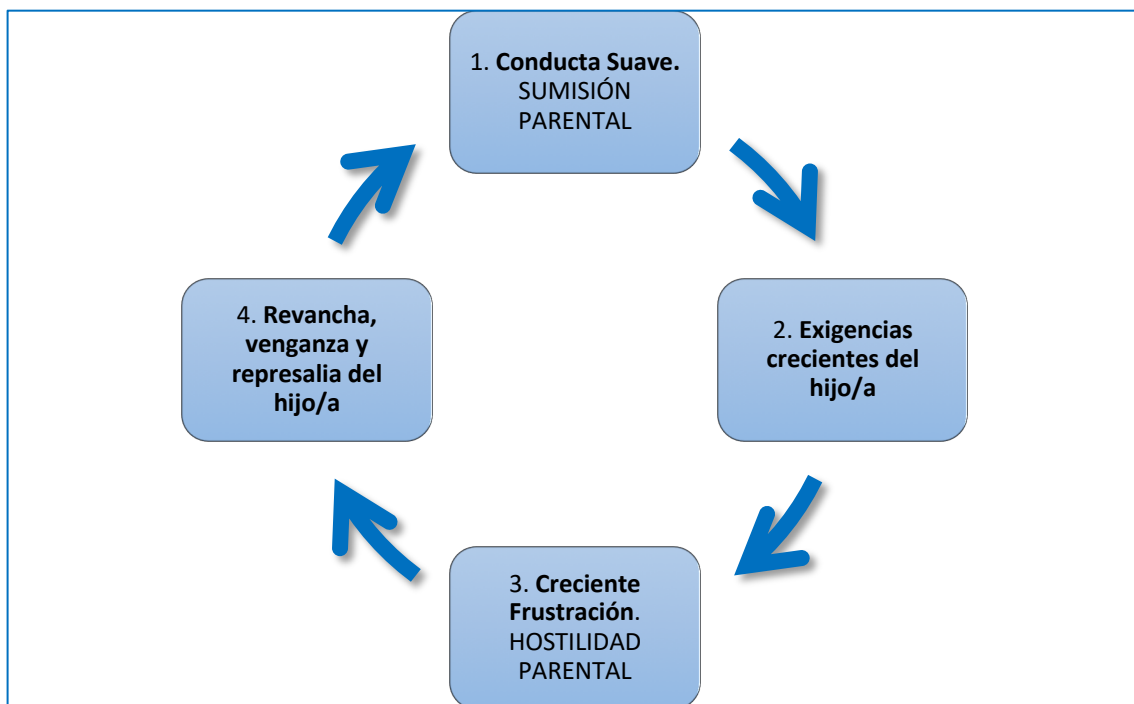 1. Conducta Suave.
SUMISIÓN
PARENTAL
2. Exigencias
crecientes del
hijo/a
3. Creciente
Frustración.
HOSTILIDAD
PARENTAL
4. Revancha,
venganza y
represalia del
hijo/a